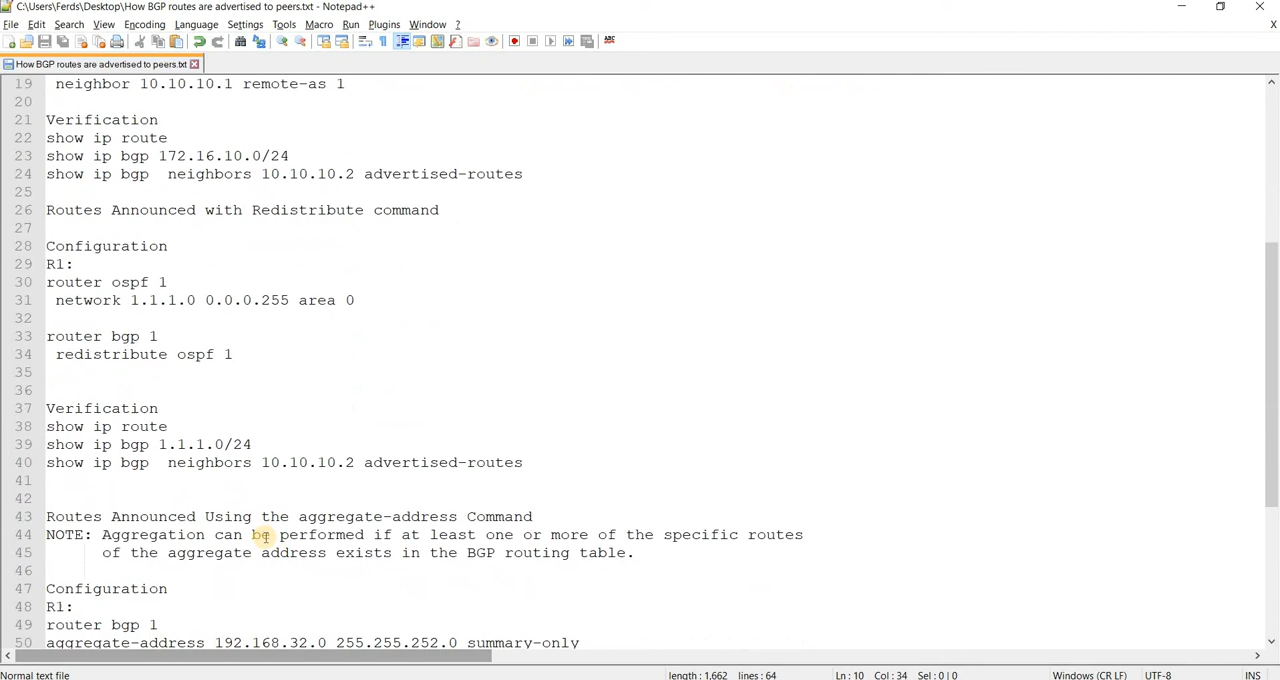 C:\Users\Ferds\Desktop\How BGP routes are advertised to peers.txt - Notepad++
File Edit Search View Encoding Language Settings Tools Macro Run Plugins Window ? X
How BGP routes are advertised to peers.txt
19 neighbor 10.10.10.1 remote-as 1
20
21 Verification
22 show ip route
23 show ip bgp 172.16.10.0/24
24 show ip bgp  neighbors 10.10.10.2 advertised-routes
25
26 Routes Announced with Redistribute command
27
28 Configuration
29 R1:
30 router ospf 1
31  network 1.1.1.0 0.0.0.255 area 0
32
33 router bgp 1
34  redistribute ospf 1
35
36
37 Verification
38 show ip route
39 show ip bgp 1.1.1.0/24
40 show ip bgp  neighbors 10.10.10.2 advertised-routes
41
42
43 Routes Announced Using the aggregate-address Command
44 NOTE: Aggregation can be performed if at least one or more of the specific routes
45       of the aggregate address exists in the BGP routing table.
46
47 Configuration
48 R1:
49 router bgp 1
50 aggregate-address 192.168.32.0 255.255.252.0 summary-only
Normal text file length : 1,662 lines : 64 Ln : 10 Col : 34 Sel : 0 | 0 Windows (CR LF) UTF-8 INS